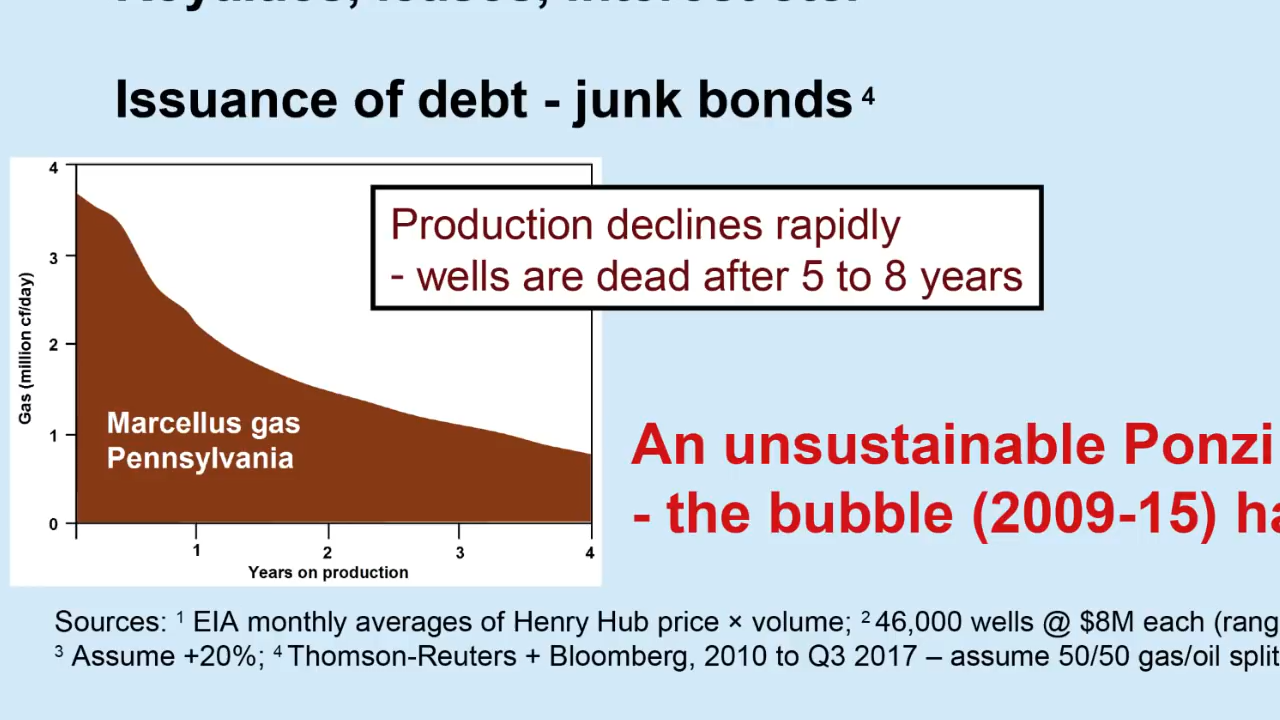 Royalties, leases, interest etc.
Issuance of debt - junk bonds 4
4
3
2
1
0
Gas (million cf/day)
Production declines rapidly
- wells are dead after 5 to 8 years
Marcellus gas
Pennsylvania
1 2 3 4
Years on production
An unsustainable Ponzi
- the bubble (2009-15) ha
Sources: 1 EIA monthly averages of Henry Hub price × volume; 2 46,000 wells @ $8M each (rang
3 Assume +20%; 4 Thomson-Reuters + Bloomberg, 2010 to Q3 2017 – assume 50/50 gas/oil split